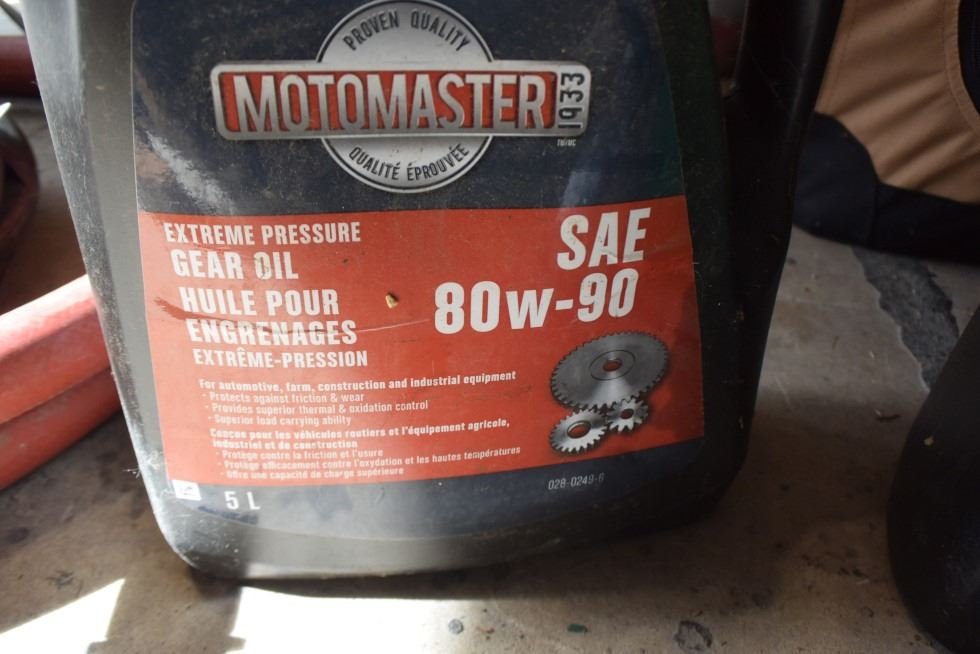 PROVEN QUALITY
MOTOMASTER
1933
TM/MC
QUALITÉ ÉPROUVÉE
EXTREME PRESSURE
GEAR OIL
HUILE POUR
ENGRENAGES
EXTRÊME-PRESSION
SAE
80W-90
For automotive, farm, construction and industrial equipment
• Protects against friction & wear
• Provides superior thermal & oxidation control
• Superior load carrying ability
Conçue pour les véhicules routiers et l'équipement agricole,
industriel et de construction
• Protège contre la friction et l'usure
• Protège efficacement contre l'oxydation et les hautes températures
• Offre une capacité de charge supérieure
5 L
028-0249-6